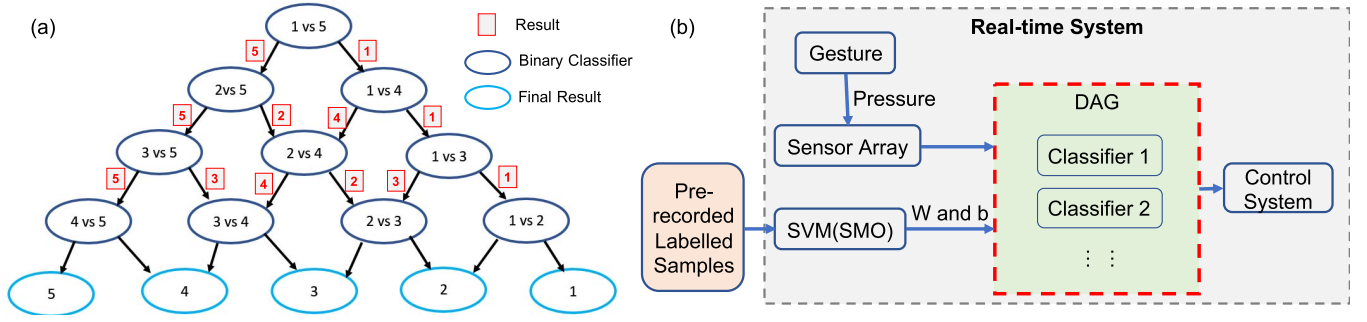 (a)
1 vs 5
Result
5
1
Binary Classifier
2vs 5
1 vs 4
Final Result
5
2
4
1
3 vs 5
2 vs 4
1 vs 3
5
3
4
2
3
1
4 vs 5
3 vs 4
2 vs 3
1 vs 2
5
4
3
2
1
(b)
Real-time System
Gesture
Pressure
Sensor Array
Pre-
recorded
Labelled
Samples
SVM(SMO)
W and b
DAG
Classifier 1
Classifier 2
⋮ ⋮
Control
System